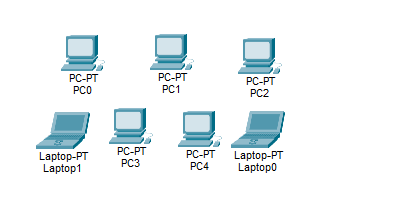 PC-PT
PC0
PC-PT
PC1
PC-PT
PC2
Laptop-PT
Laptop1
PC-PT
PC3
PC-PT
PC4
Laptop-PT
Laptop0